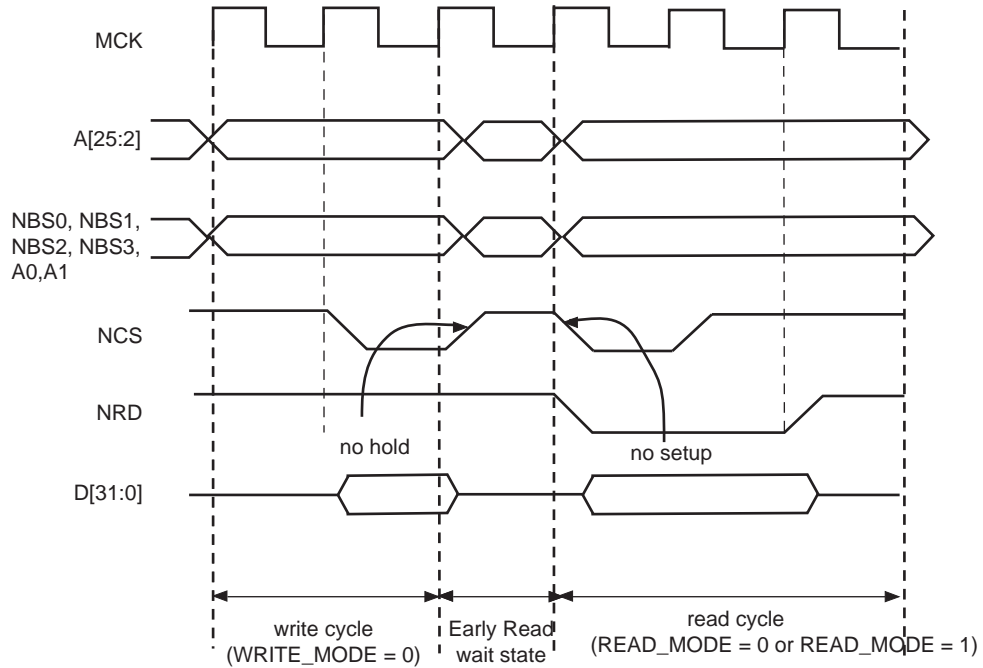 MCK
A[25:2]
NBS0, NBS1,
NBS2, NBS3,
A0,A1
NCS
NRD
no hold
no setup
D[31:0]
write cycle
(WRITE_MODE = 0)
Early Read
wait state
read cycle
(READ_MODE = 0 or READ_MODE = 1)